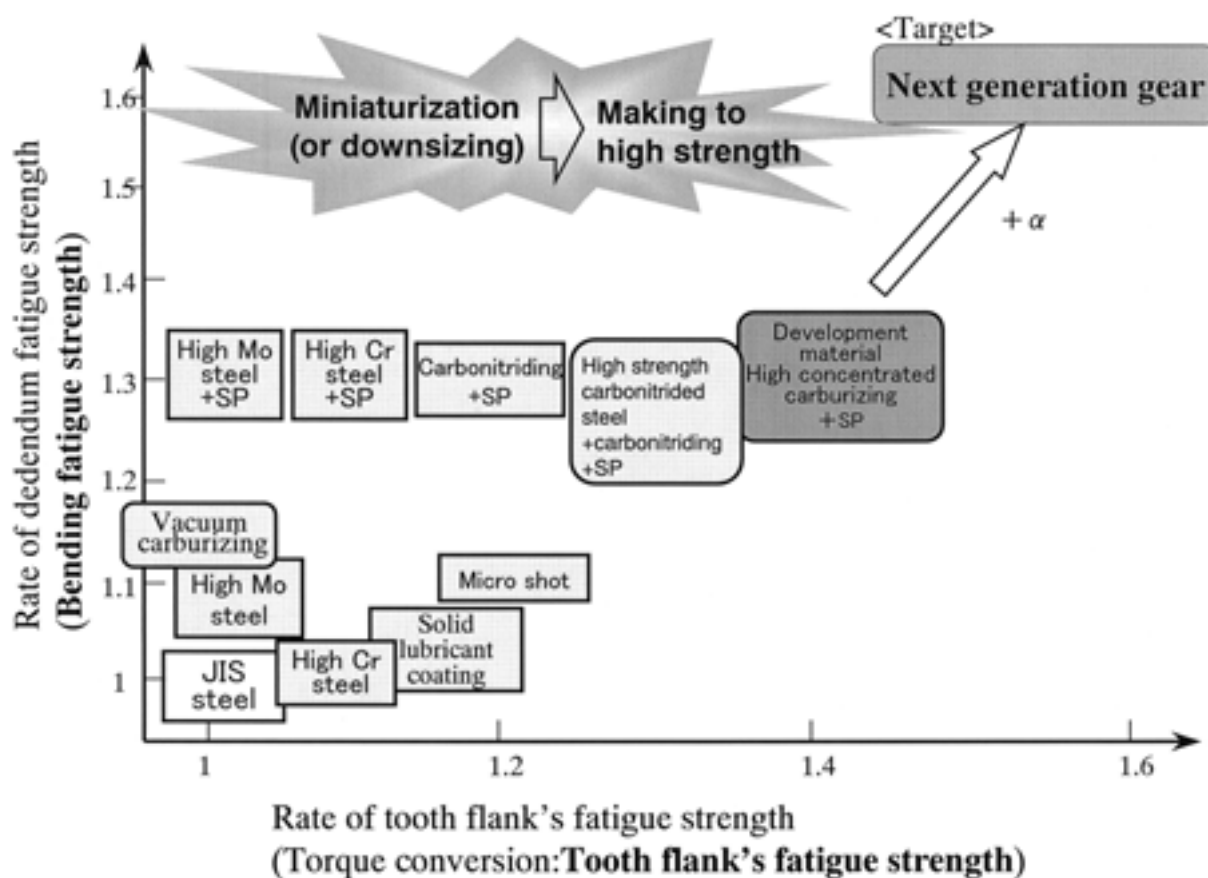 <Target>
Next generation gear
Miniaturization
(or downsizing)
Making to
high strength
+ α
Rate of dedendum fatigue strength
(Bending fatigue strength)
1.6
1.5
1.4
1.3
1.2
1.1
1
High Mo
steel
+SP
High Cr
steel
+SP
Carbonitriding
+SP
High strength
carbonitrided
steel
+carbonitriding
+SP
Development
material
High concentrated
carburizing
+SP
Vacuum
carburizing
High Mo
steel
Micro shot
Solid
lubricant
coating
JIS
steel
High Cr
steel
1
1.2
1.4
1.6
Rate of tooth flank's fatigue strength
(Torque conversion:Tooth flank's fatigue strength)